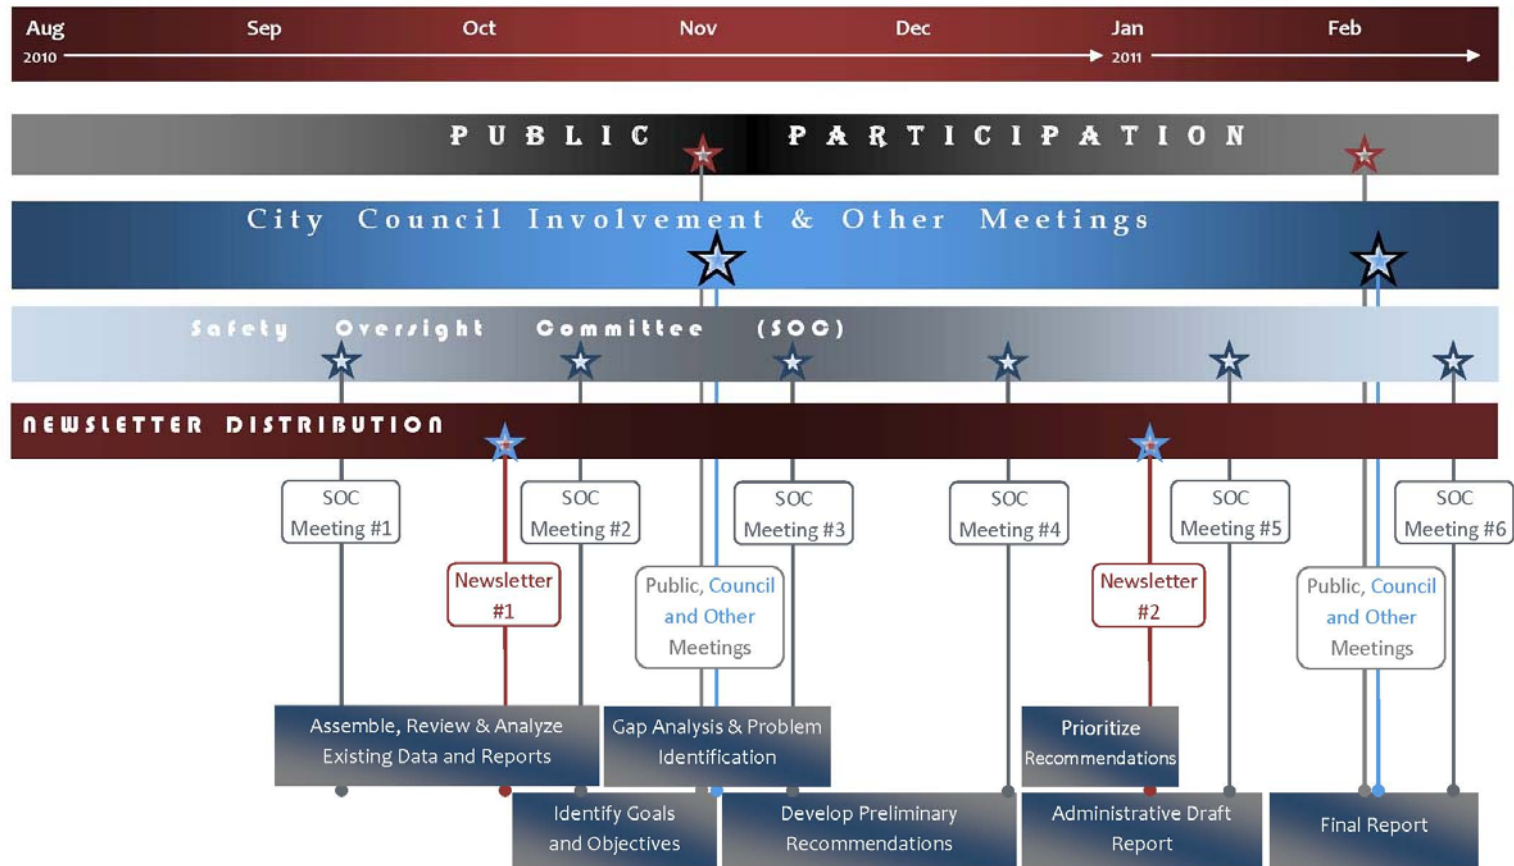 Aug Sep Oct Nov Dec Jan Feb
2010 2011
PUBLIC PARTICIPATION
City Council Involvement & Other Meetings
Safety Oversight Committee (SOC)
NEWSLETTER DISTRIBUTION
SOC
Meeting #1
SOC
Meeting #2
SOC
Meeting #3
SOC
Meeting #4
SOC
Meeting #5
SOC
Meeting #6
Newsletter
#1
Public, Council
and Other
Meetings
Newsletter
#2
Public, Council
and Other
Meetings
Assemble, Review & Analyze
Existing Data and Reports
Gap Analysis & Problem
Identification
Prioritize
Recommendations
Identify Goals
and Objectives
Develop Preliminary
Recommendations
Administrative Draft
Report
Final Report